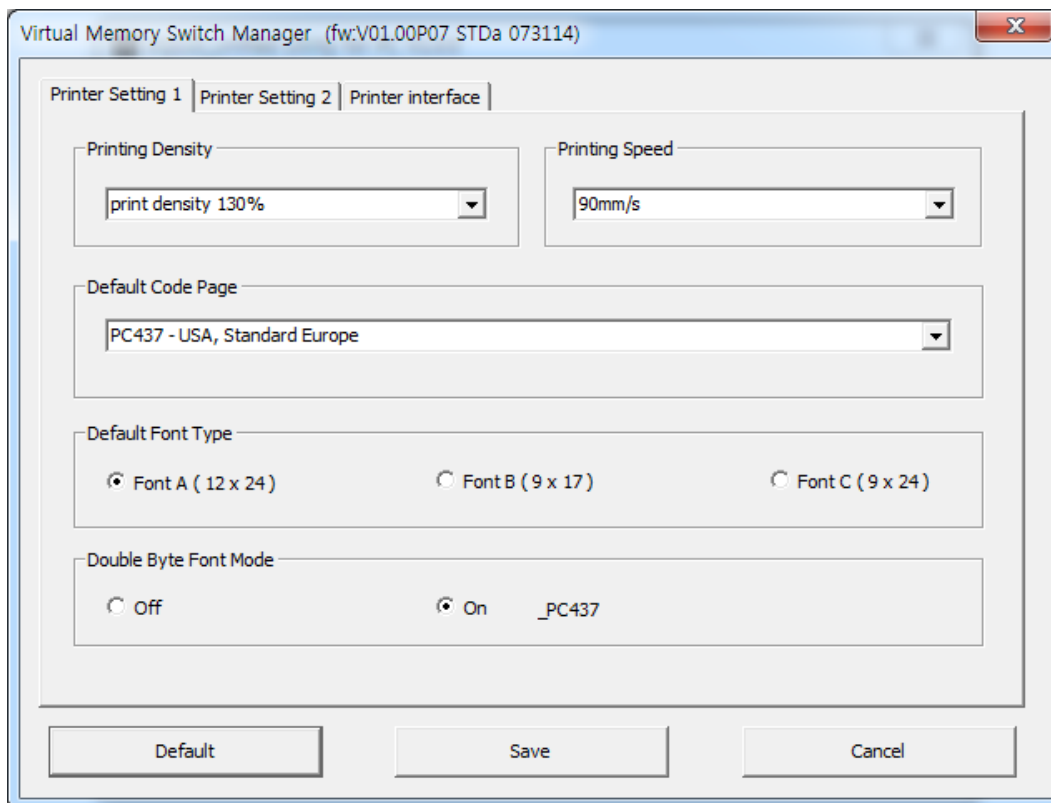 Virtual Memory Switch Manager (fw:V01.00P07 STDa 073114)
Printer Setting 1 Printer Setting 2 Printer interface
Printing Density Printing Speed
print density 130% 90mm/s
Default Code Page
PC437 - USA, Standard Europe
Default Font Type
Font A ( 12 x 24 ) Font B ( 9 x 17 ) Font C ( 9 x 24 )
Double Byte Font Mode
Off On _PC437
Default Save Cancel